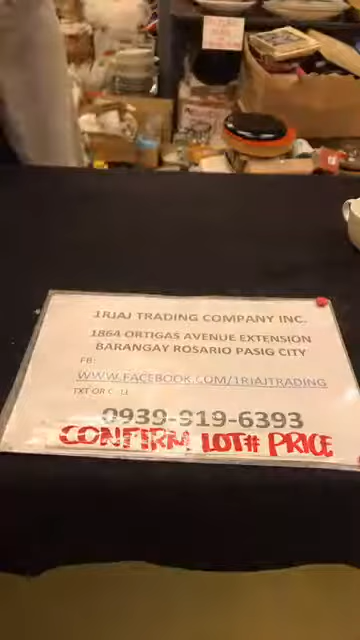 1RJAJ TRADING COMPANY INC.
1864 ORTIGAS AVENUE EXTENSION
BARANGAY ROSARIO PASIG CITY
FB:
WWW.FACEBOOK.COM/1RJAJTRADING
TXT OR C LL
0939-919-6393
CONFIRM LOT# PRICE